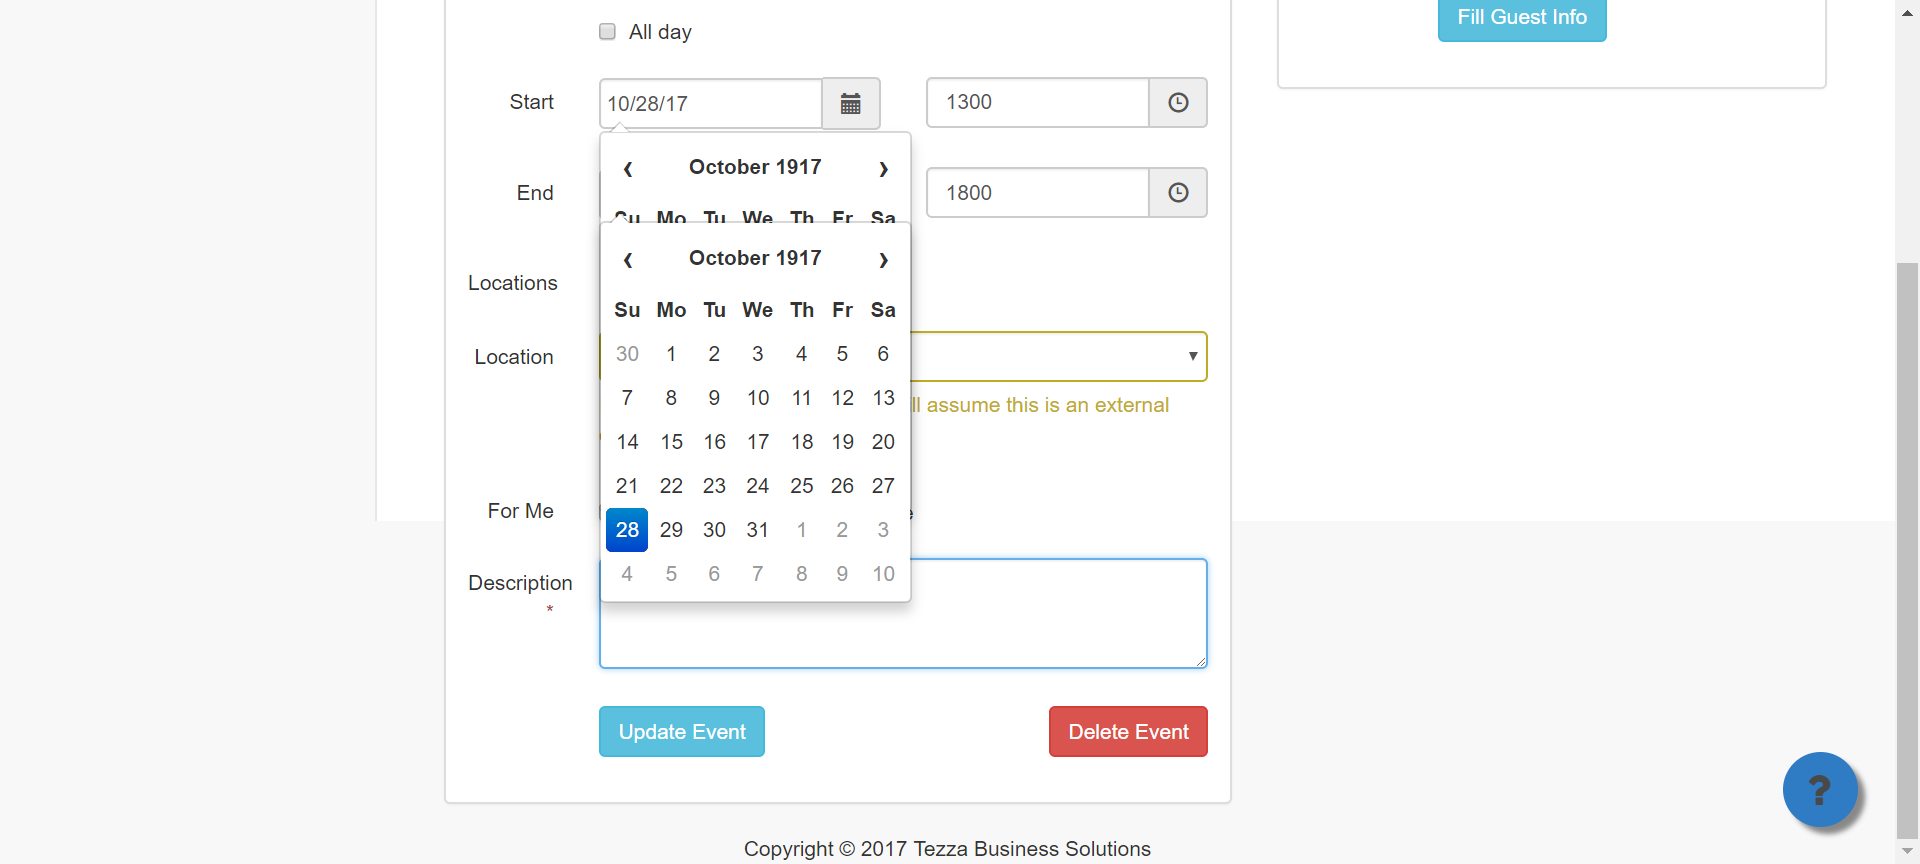 Fill Guest Info
All day
Start 10/28/17 1300
‹ October 1917 ›
End 1800
Su Mo Tu We Th Fr Sa
‹ October 1917 ›
Locations
Su Mo Tu We Th Fr Sa
30 1 2 3 4 5 6
Location
7 8 9 10 11 12 13
assume this is an external
14 15 16 17 18 19 20
21 22 23 24 25 26 27
For Me
28 29 30 31 1 2 3
4 5 6 7 8 9 10
Description
*
Update Event Delete Event
?
Copyright © 2017 Tezza Business Solutions